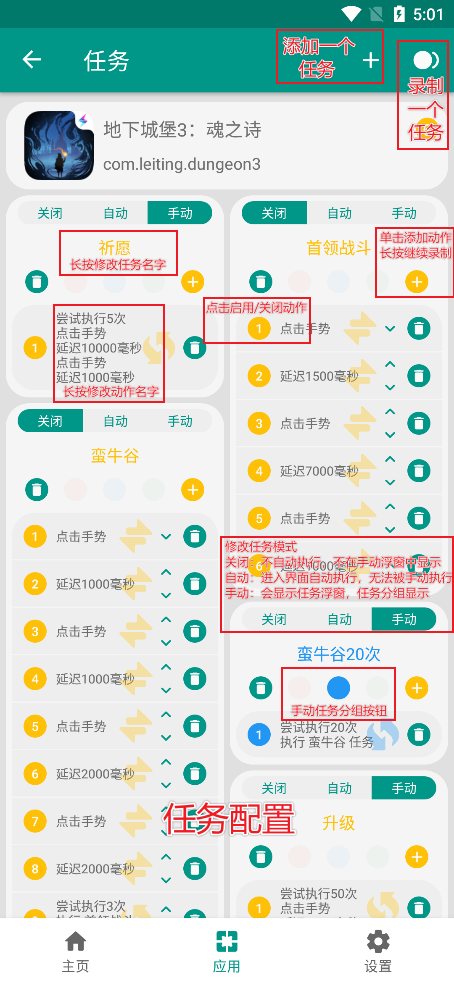 5:01
任务
添加一个
任务
录制
一个
任务
地下城堡3：魂之诗
com.leiting.dungeon3
关闭 自动 手动
祈愿
长按修改任务名字
1
尝试执行5次
点击手势
延迟10000毫秒
点击手势
延迟1000毫秒
长按修改动作名字
关闭 自动 手动
蛮牛谷
1 点击手势
2 延迟1000毫秒
3 点击手势
4 延迟1000毫秒
5 点击手势
6 延迟2000毫秒
7 点击手势
8 延迟2000毫秒
尝试执行3次
关闭 自动 手动
首领战斗
单击添加动作
长按继续录制
点击启用/关闭动作
1 点击手势
2 延迟1500毫秒
3 点击手势
4 延迟7000毫秒
5 点击手势
6 延迟1000毫秒
修改任务模式
关闭：不自动执行，不在手动浮窗中显示
自动：进入界面自动执行，无法被手动执行
手动：会显示任务浮窗，任务分组显示
关闭 自动 手动
蛮牛谷20次
手动任务分组按钮
1
尝试执行20次
执行 蛮牛谷 任务
关闭 自动 手动
升级
1
尝试执行50次
点击手势
任务配置
主页 应用 设置